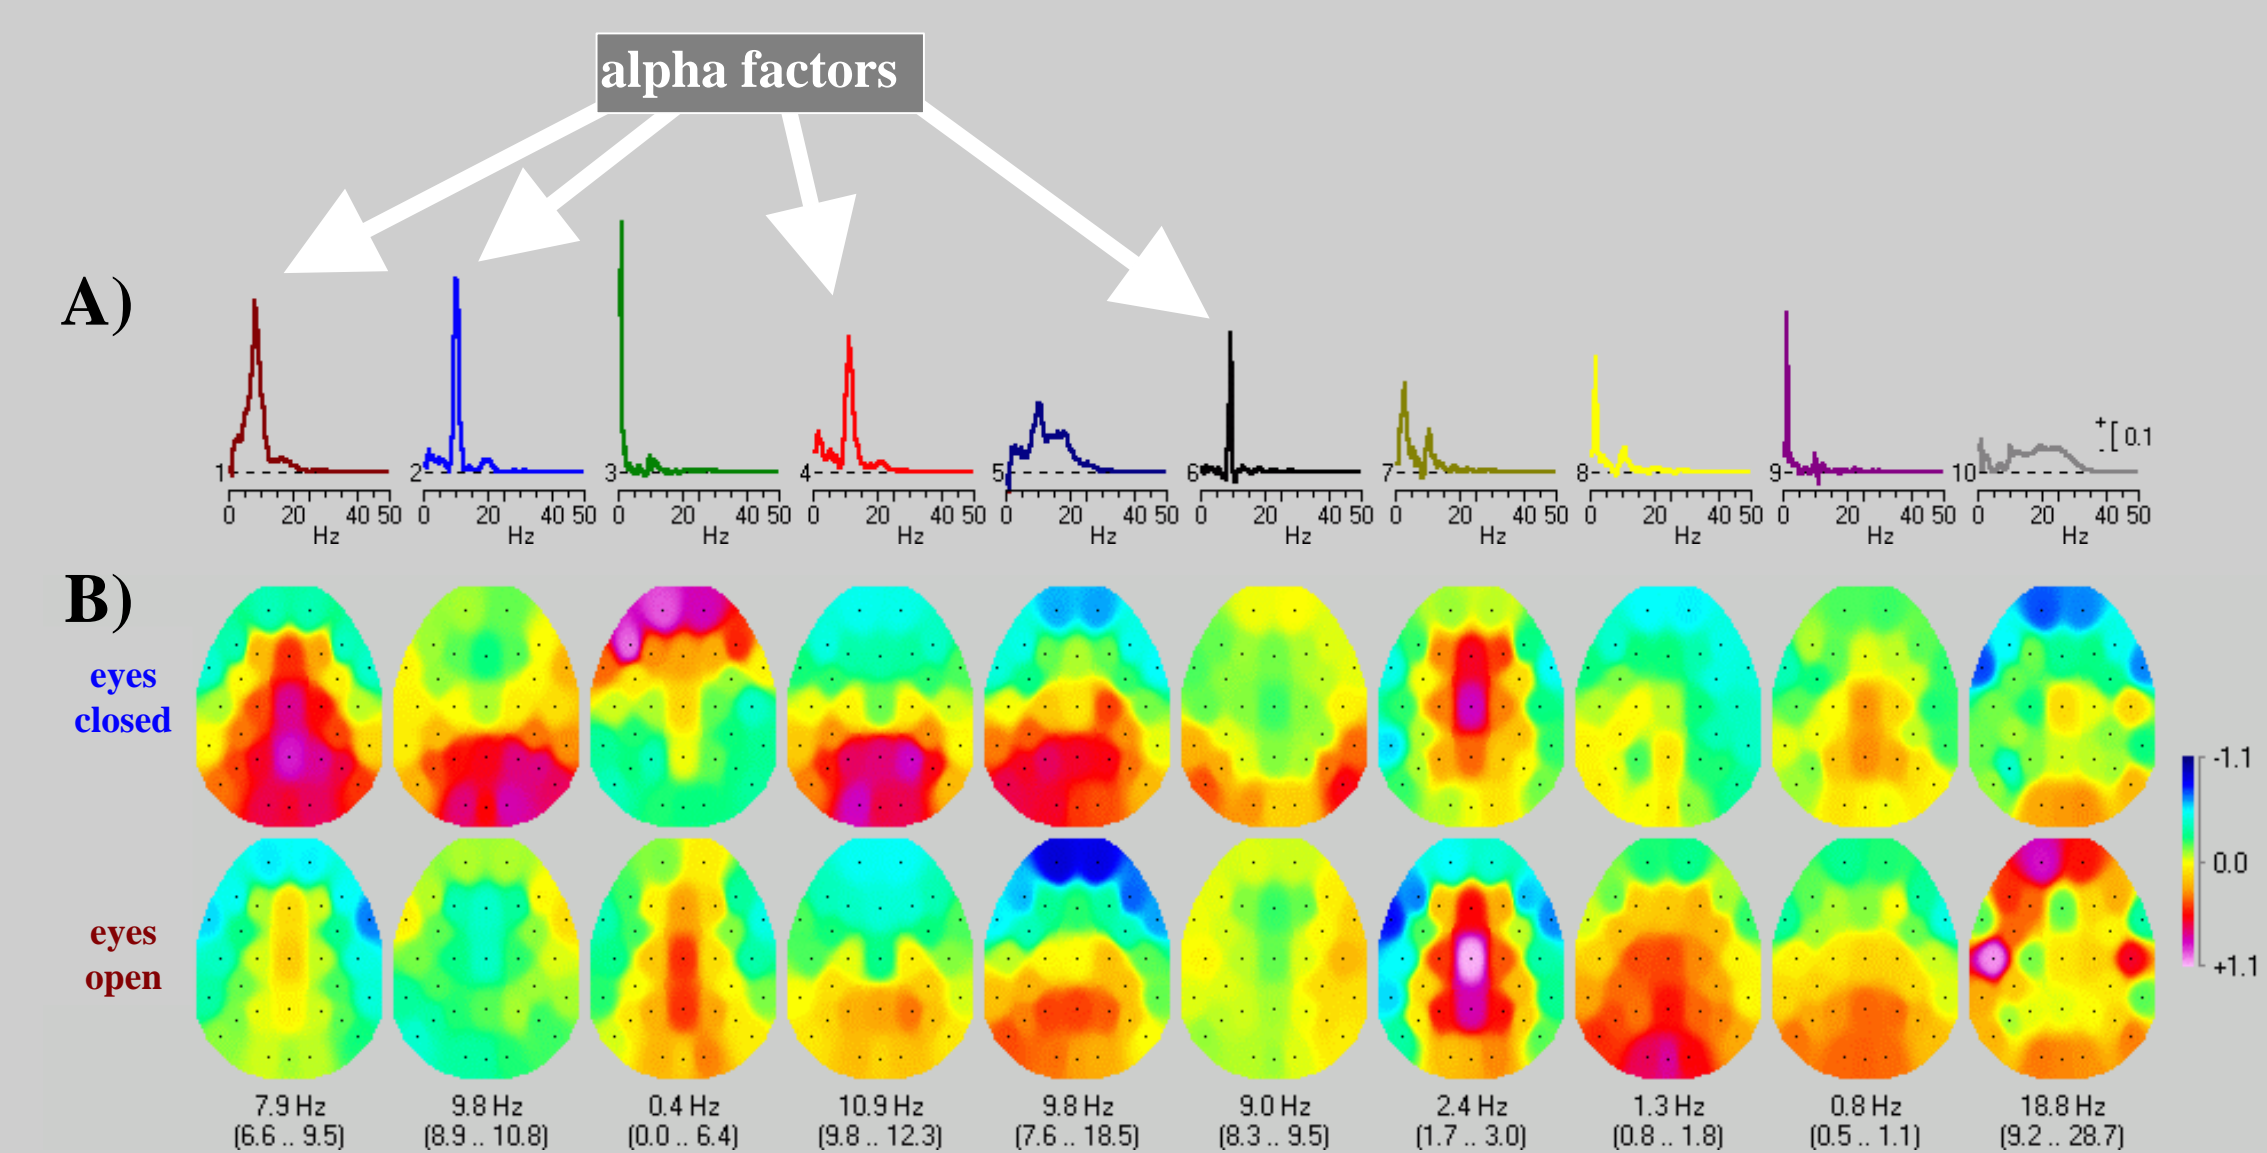 alpha factors
A)
1 2 3 4 5 6 7 8 9 10
+
[ 0.1
-
0 20 40 50 0 20 40 50 0 20 40 50 0 20 40 50 0 20 40 50 0 20 40 50 0 20 40 50 0 20 40 50 0 20 40 50 0 20 40 50
Hz Hz Hz Hz Hz Hz Hz Hz Hz Hz
B)
eyes
closed
-1.1
0.0
+1.1
eyes
open
7.9 Hz 9.8 Hz 0.4 Hz 10.9 Hz 9.8 Hz 9.0 Hz 2.4 Hz 1.3 Hz 0.8 Hz 18.8 Hz
(6.6 .. 9.5) (8.9 .. 10.8) (0.0 .. 6.4) (9.8 .. 12.3) (7.6 .. 18.5) (8.3 .. 9.5) (1.7 .. 3.0) (0.8 .. 1.8) (0.5 .. 1.1) (9.2 .. 28.7)